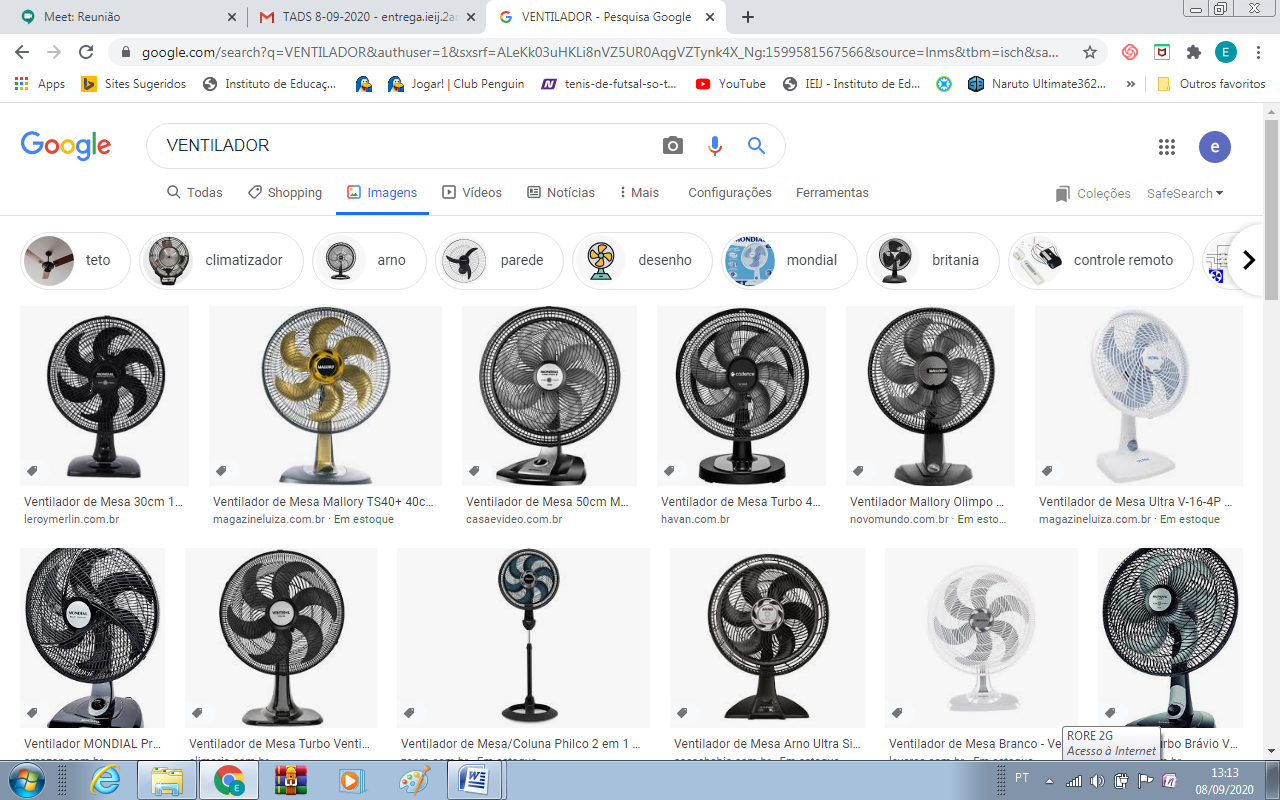 Meet: Reunião
TADS 8-09-2020 - entrega.ieij.2a
VENTILADOR - Pesquisa Google
google.com/search?q=VENTILADOR&authuser=1&sxsrf=ALeKk03uHKLi8nVZ5UR0AqgVZTynk4X_Ng:1599581567566&source=lnms&tbm=isch&sa...
Apps
Sites Sugeridos
Instituto de Educaç...
Jogar! | Club Penguin
tenis-de-futsal-so-t...
YouTube
IEIJ - Instituto de Ed...
Naruto Ultimate362...
»
Outros favoritos
Google
VENTILADOR
e
Todas
Shopping
Imagens
Vídeos
Notícias
Mais
Configurações
Ferramentas
Coleções
SafeSearch
teto
climatizador
arno
parede
desenho
mondial
britania
controle remoto
Ventilador de Mesa 30cm 1...
leroymerlin.com.br
Ventilador de Mesa Mallory TS40+ 40c...
magazineluiza.com.br · Em estoque
Ventilador de Mesa 50cm M...
casaevideo.com.br
Ventilador de Mesa Turbo 4...
havan.com.br
Ventilador Mallory Olimpo ...
novomundo.com.br · Em esto...
Ventilador de Mesa Ultra V-16-4P ...
magazineluiza.com.br · Em estoque
Ventilador MONDIAL Pr...
Ventilador de Mesa Turbo Venti...
Ventilador de Mesa/Coluna Philco 2 em 1 ...
Ventilador de Mesa Arno Ultra Si...
Ventilador de Mesa Branco - Ve
RORE 2G
Acesso à Internet
rbo Brávio V...
PT
13:13
08/09/2020